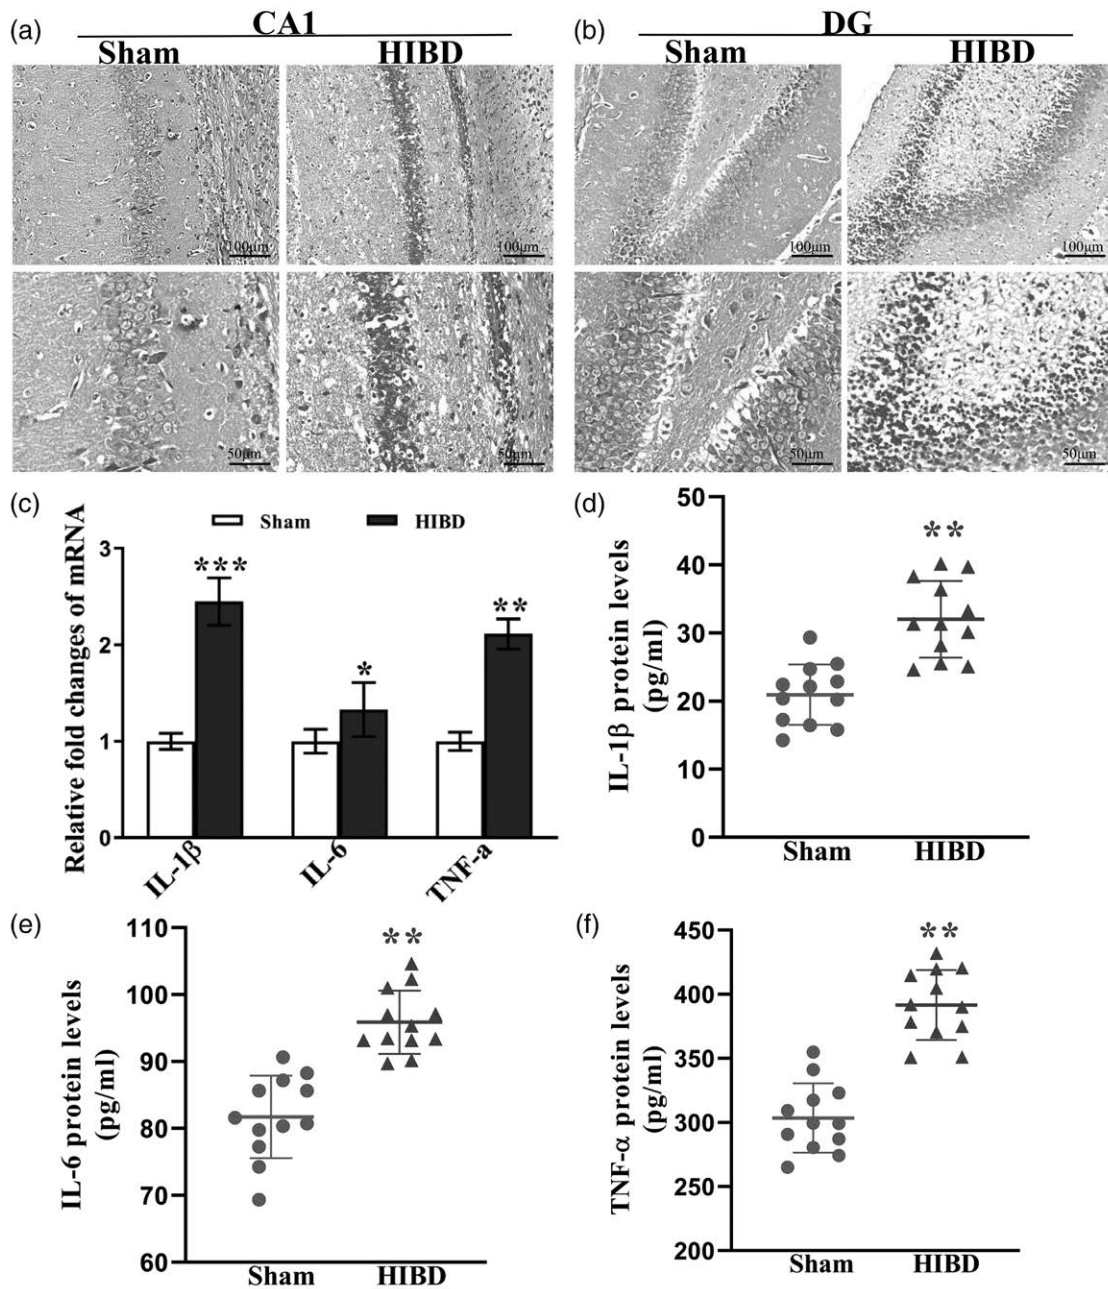 (a) CA1
Sham HIBD
100μm 100μm
50μm 50μm
(b) DG
Sham HIBD
100μm 100μm
50μm 50μm
(c)
Sham HIBD
Relative fold changes of mRNA
3
2
1
0
*** * **
IL-1β IL-6 TNF-a
(d)
IL-1β protein levels
(pg/ml)
50
40
30
20
10
0
**
Sham HIBD
(e)
IL-6 protein levels
(pg/ml)
110
100
90
80
70
60
**
Sham HIBD
(f)
TNF-α protein levels
(pg/ml)
450
400
350
300
250
200
**
Sham HIBD